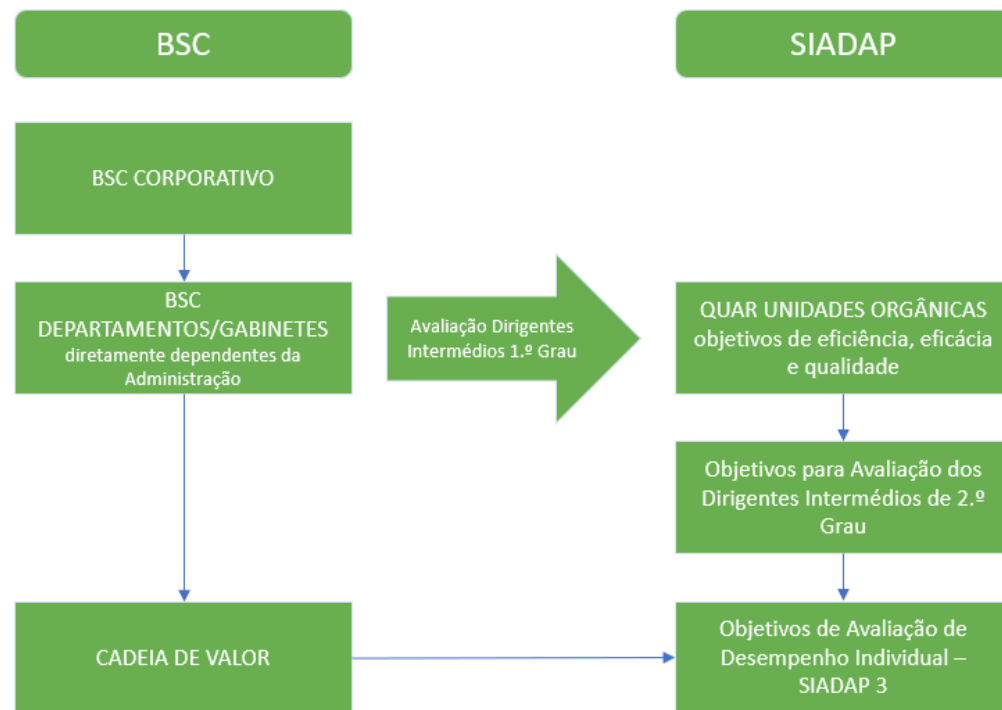 BSC
SIADAP
BSC CORPORATIVO
BSC
DEPARTAMENTOS/GABINETES
diretamente dependentes da
Administração
Avaliação Dirigentes
Intermédios 1.º Grau
QUAR UNIDADES ORGÂNICAS
objetivos de eficiência, eficácia
e qualidade
Objetivos para Avaliação dos
Dirigentes Intermédios de 2.º
Grau
CADEIA DE VALOR
Objetivos de Avaliação de
Desempenho Individual –
SIADAP 3